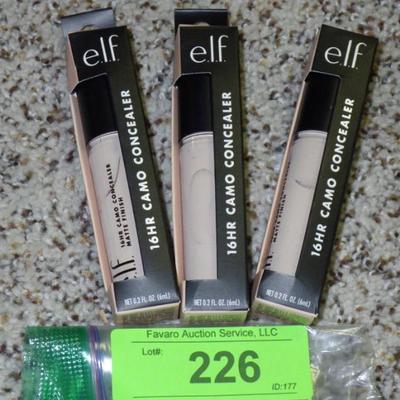 e.l.f.
16HR CAMO CONCEALER
16HR CAMO CONCEALER
MATTE FINISH
e.l.f.
NET 0.2 FL. OZ. (6mL)
e.l.f.
16HR CAMO CONCEALER
NET 0.2 FL. OZ. (6mL)
e.l.f.
16HR CAMO CONCEALER
MATTE FINISH
NET 0.2 FL. OZ. (6mL)
Favaro Auction Service, LLC
Lot#:
226
ID:177